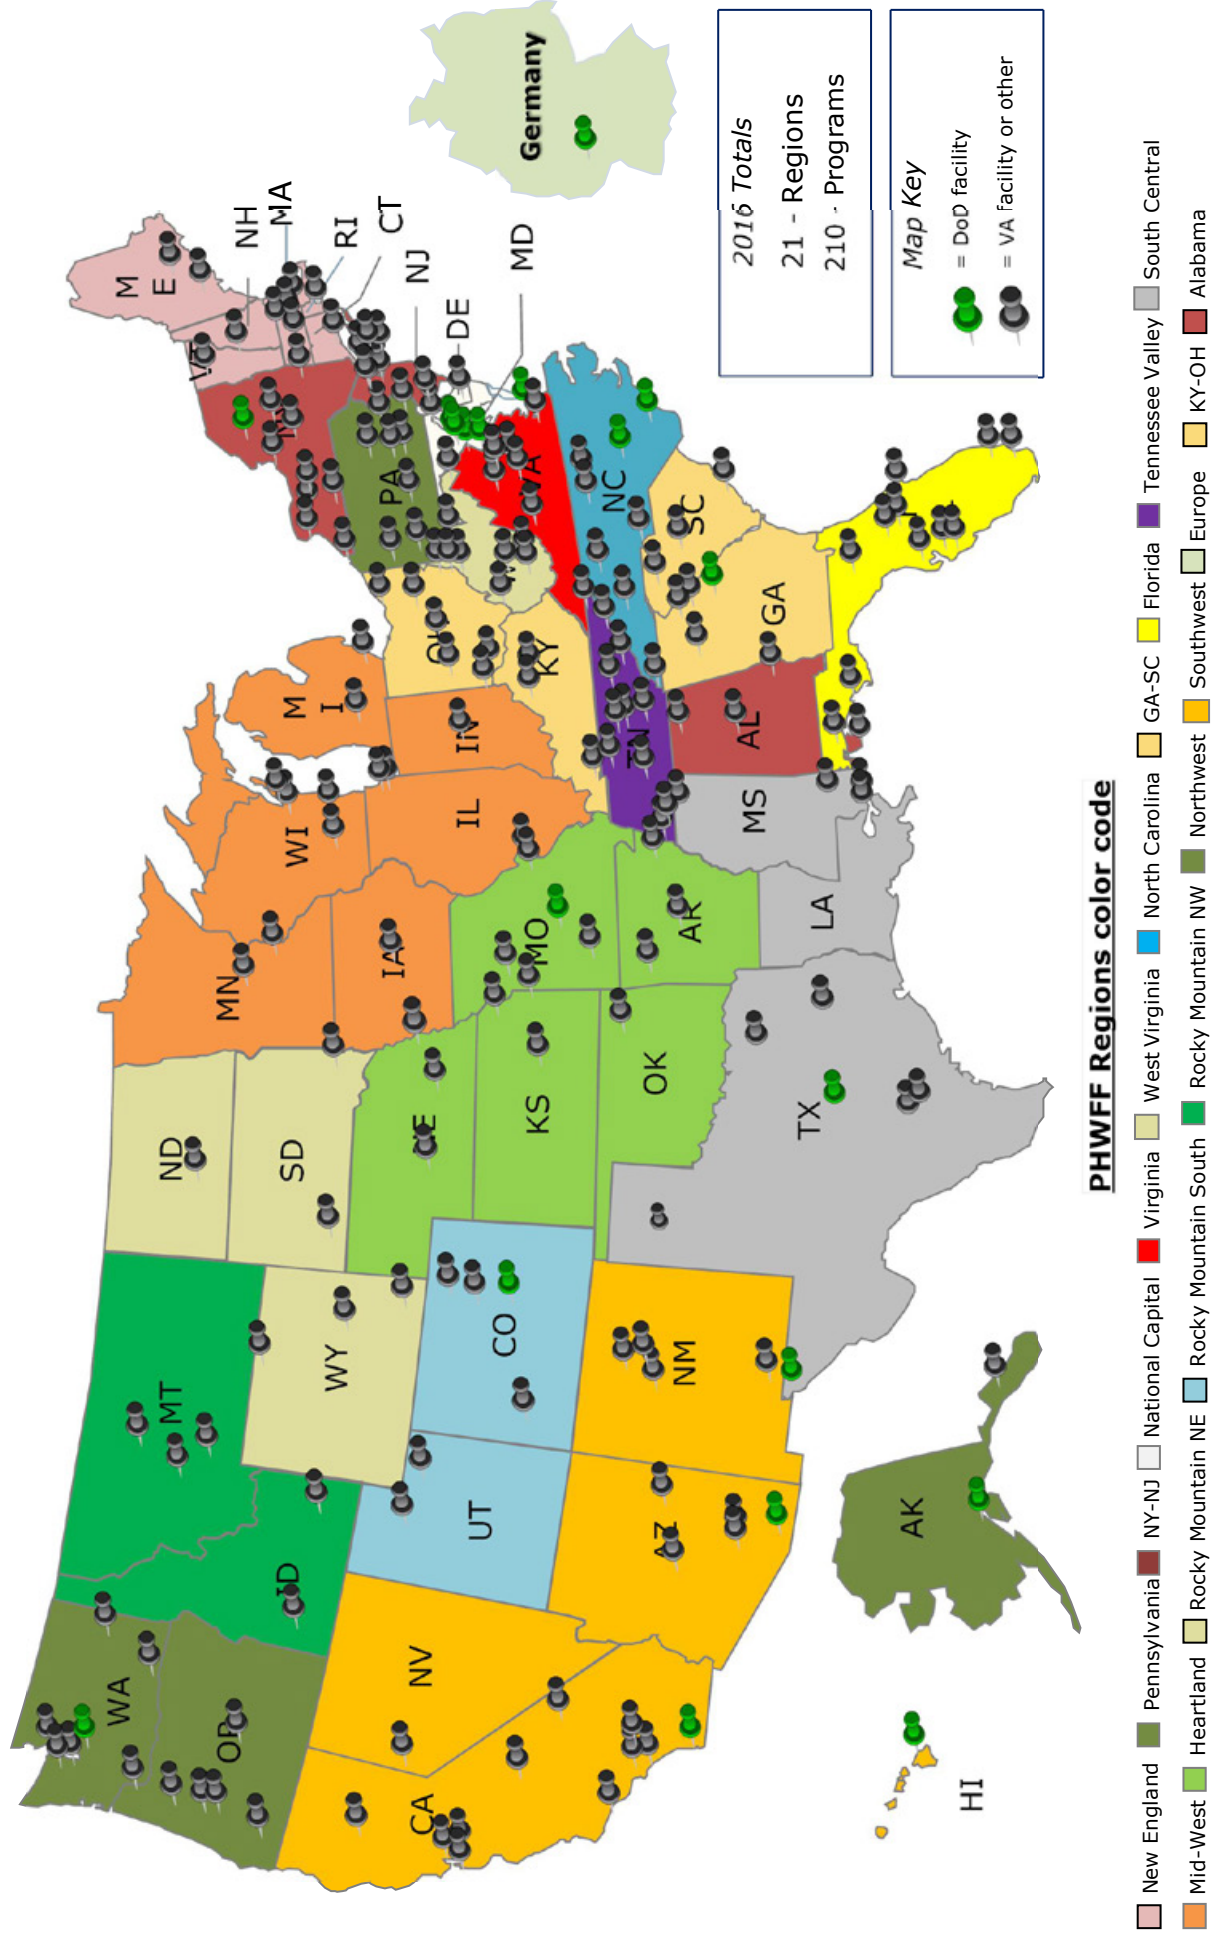 WA
OR
CA
NV
ID
MT
WY
UT
CO
AZ
NM
ND
SD
NE
KS
OK
TX
MN
IA
MO
AR
LA
WI
IL
MS
M
I
IN
KY
TN
AL
GA
SC
NC
VA
PA
M
E
NH
MA
RI
CT
NJ
DE
MD
AK
HI
Germany
2016 Totals
21 - Regions
210 - Programs
Map Key
= DoD facility
= VA facility or other
PHWFF Regions color code
New England Pennsylvania NY-NJ National Capital Virginia West Virginia North Carolina GA-SC Florida Tennessee Valley South Central
Mid-West Heartland Rocky Mountain NE Rocky Mountain South Rocky Mountain NW Northwest Southwest Europe KY-OH Alabama